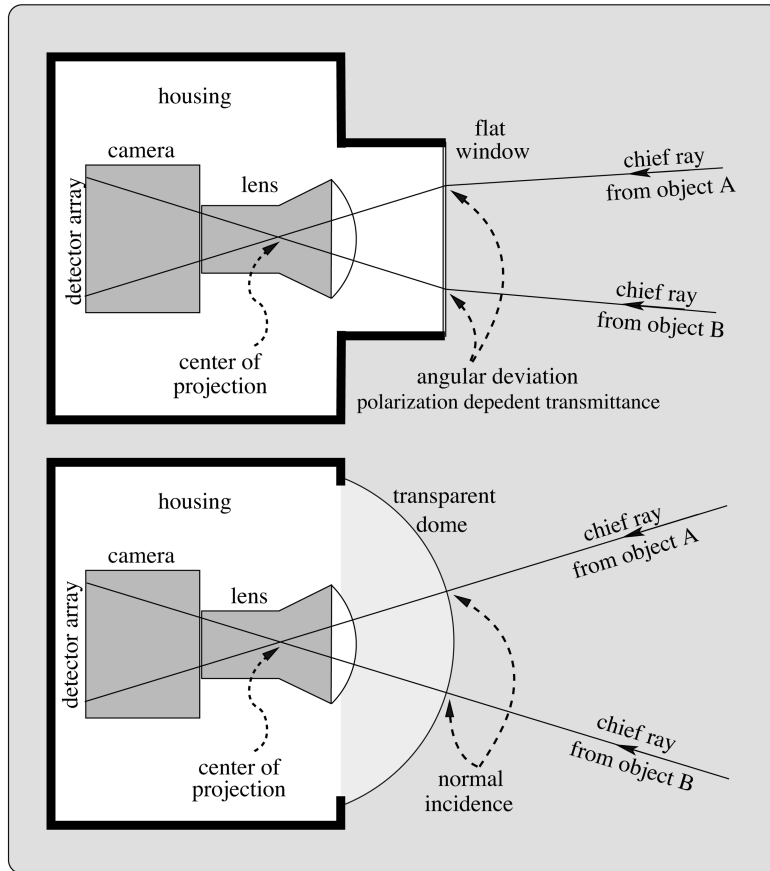 housing
camera
lens
detector array
flat
window
chief ray
from object A
chief ray
from object B
center of
projection
angular deviation
polarization depedent transmittance
housing
camera
lens
detector array
transparent
dome
chief ray
from object A
chief ray
from object B
center of
projection
normal
incidence